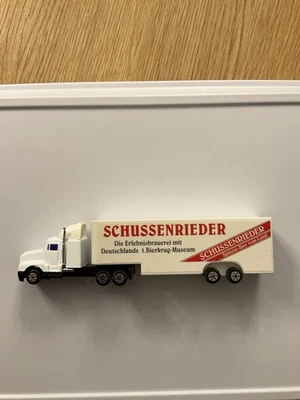 SCHUSSENRIEDER
Die Erlebnisbrauerei mit
Deutschlands 1.Bierkrug-Museum
SCHUSSENRIEDER